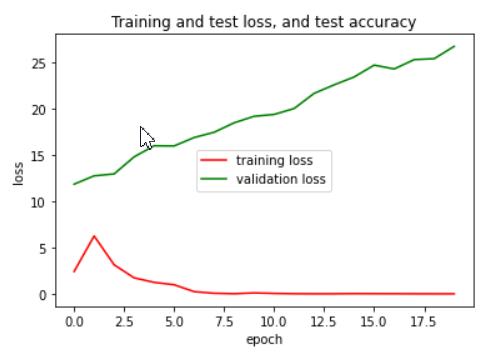 Training and test loss, and test accuracy
25
20
15
10
5
0
loss
training loss
validation loss
0.0 2.5 5.0 7.5 10.0 12.5 15.0 17.5
epoch